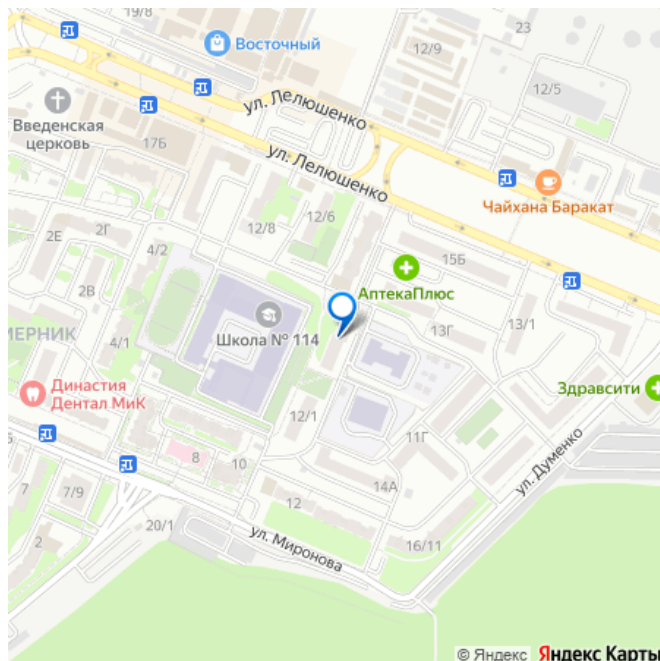 19/8
Восточный
23
12/9
12/5
ул. Лелюшенко
Введенская
церковь
17Б
ул. Лелюшенко
Чайхана Баракат
2Е
2Г
4/2
12/8
12/6
15Б
АптекаПлюс
2В
МЕРНИК
4/1
Школа № 114
13Г
13/1
Династия
Дентал МиК
Здравсити
12/1
11Г
8
10
ул. Думенко
7
7/9
14А
12
20/1
2
ул. Миронова
16/11
© Яндекс Яндекс Карты